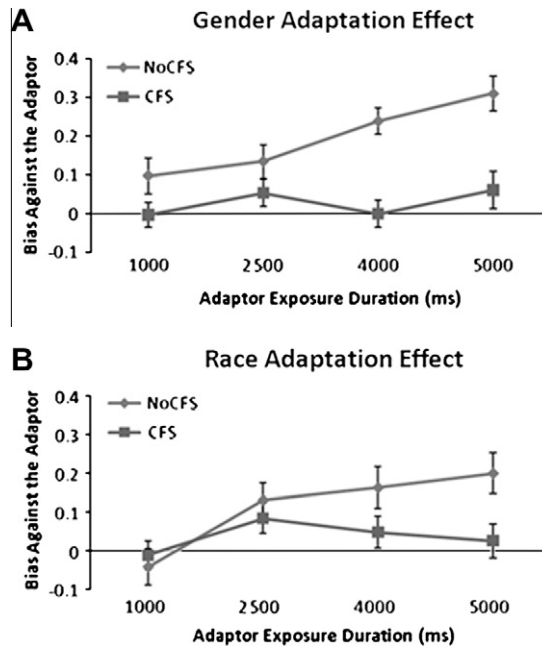 A
Gender Adaptation Effect
Bias Against the Adaptor
0.4
0.3
0.2
0.1
0
-0.1
NoCFS
CFS
1000 2500 4000 5000
Adaptor Exposure Duration (ms)
B
Race Adaptation Effect
Bias Against the Adaptor
0.4
0.3
0.2
0.1
0
-0.1
NoCFS
CFS
1000 2500 4000 5000
Adaptor Exposure Duration (ms)